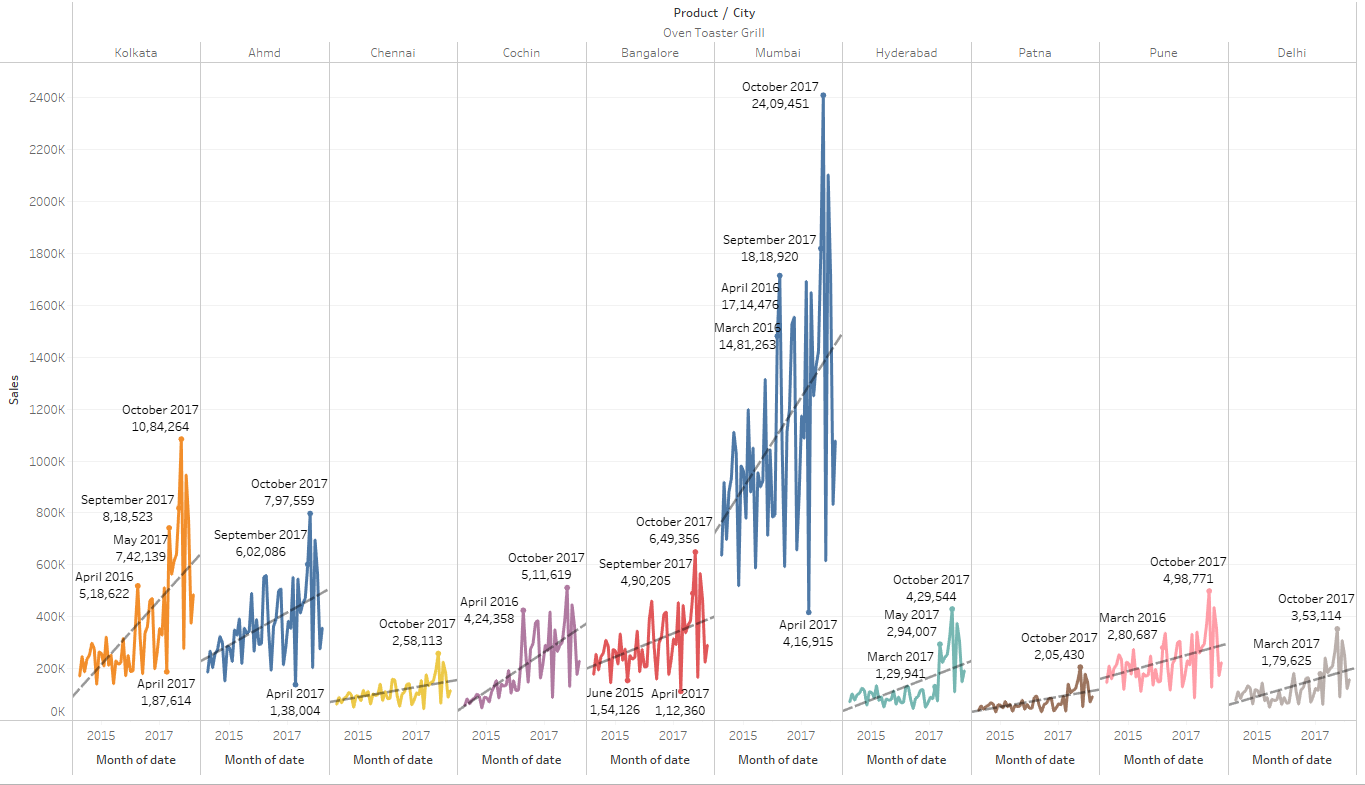 Product / City
Oven Toaster Grill
Kolkata
Ahmd
Chennai
Cochin
Bangalore
Mumbai
Hyderabad
Patna
Pune
Delhi
Sales
2400K
2200K
2000K
1800K
1600K
1400K
1200K
1000K
800K
600K
400K
200K
0K
October 2017
10,84,264
September 2017
8,18,523
May 2017
7,42,139
April 2016
5,18,622
April 2017
1,87,614
October 2017
7,97,559
September 2017
6,02,086
April 2017
1,38,004
October 2017
2,58,113
October 2017
5,11,619
April 2016
4,24,358
October 2017
6,49,356
September 2017
4,90,205
June 2015
1,54,126
April 2017
1,12,360
October 2017
24,09,451
September 2017
18,18,920
April 2016
17,14,476
March 2016
14,81,263
April 2017
4,16,915
October 2017
4,29,544
May 2017
2,94,007
March 2017
1,29,941
October 2017
2,05,430
October 2017
4,98,771
March 2016
2,80,687
October 2017
3,53,114
March 2017
1,79,625
2015 2017
2015 2017
2015 2017
2015 2017
2015 2017
2015 2017
2015 2017
2015 2017
2015 2017
2015 2017
Month of date
Month of date
Month of date
Month of date
Month of date
Month of date
Month of date
Month of date
Month of date
Month of date